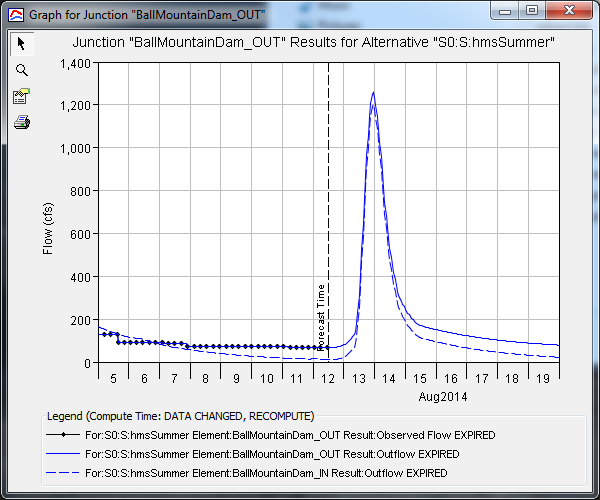 Graph for Junction "BallMountainDam_OUT"
Junction "BallMountainDam_OUT" Results for Alternative "S0:S:hmsSummer"
1,400
1,200
1,000
800
600
400
200
0
Flow (cfs)
Forecast Time
5 6 7 8 9 10 11 12 13 14 15 16 17 18 19
Aug2014
Legend (Compute Time: DATA CHANGED, RECOMPUTE)
For:S0:S:hmsSummer Element:BallMountainDam_OUT Result:Observed Flow EXPIRED
For:S0:S:hmsSummer Element:BallMountainDam_OUT Result:Outflow EXPIRED
For:S0:S:hmsSummer Element:BallMountainDam_IN Result:Outflow EXPIRED